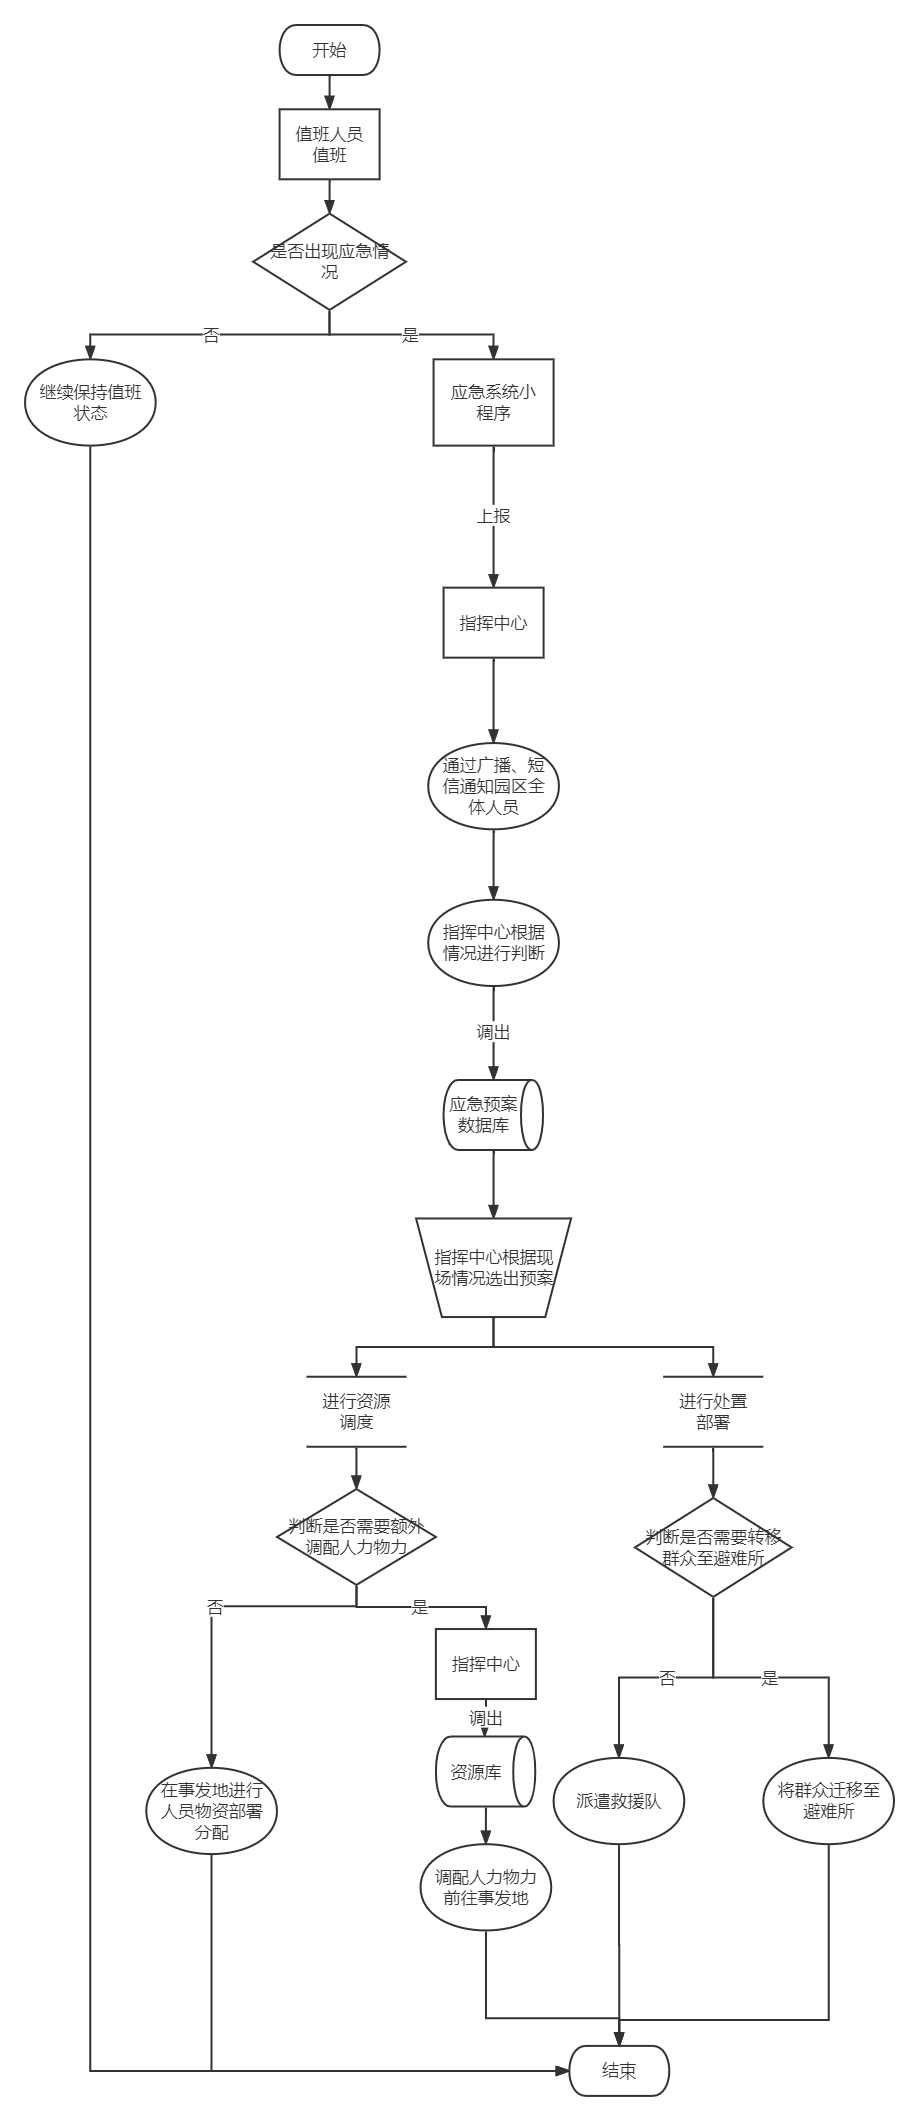 开始
值班人员
值班
是否出现应急情
况
否
是
继续保持值班
状态
应急系统小
程序
上报
指挥中心
通过广播、短
信通知园区全
体人员
指挥中心根据
情况进行判断
调出
应急预案
数据库
指挥中心根据现
场情况选出预案
进行资源
调度
进行处置
部署
判断是否需要额外
调配人力物力
判断是否需要转移
群众至避难所
否
是
指挥中心
调出
资源库
否
是
在事发地进行
人员物资部署
分配
派遣救援队
将群众迁移至
避难所
调配人力物力
前往事发地
结束